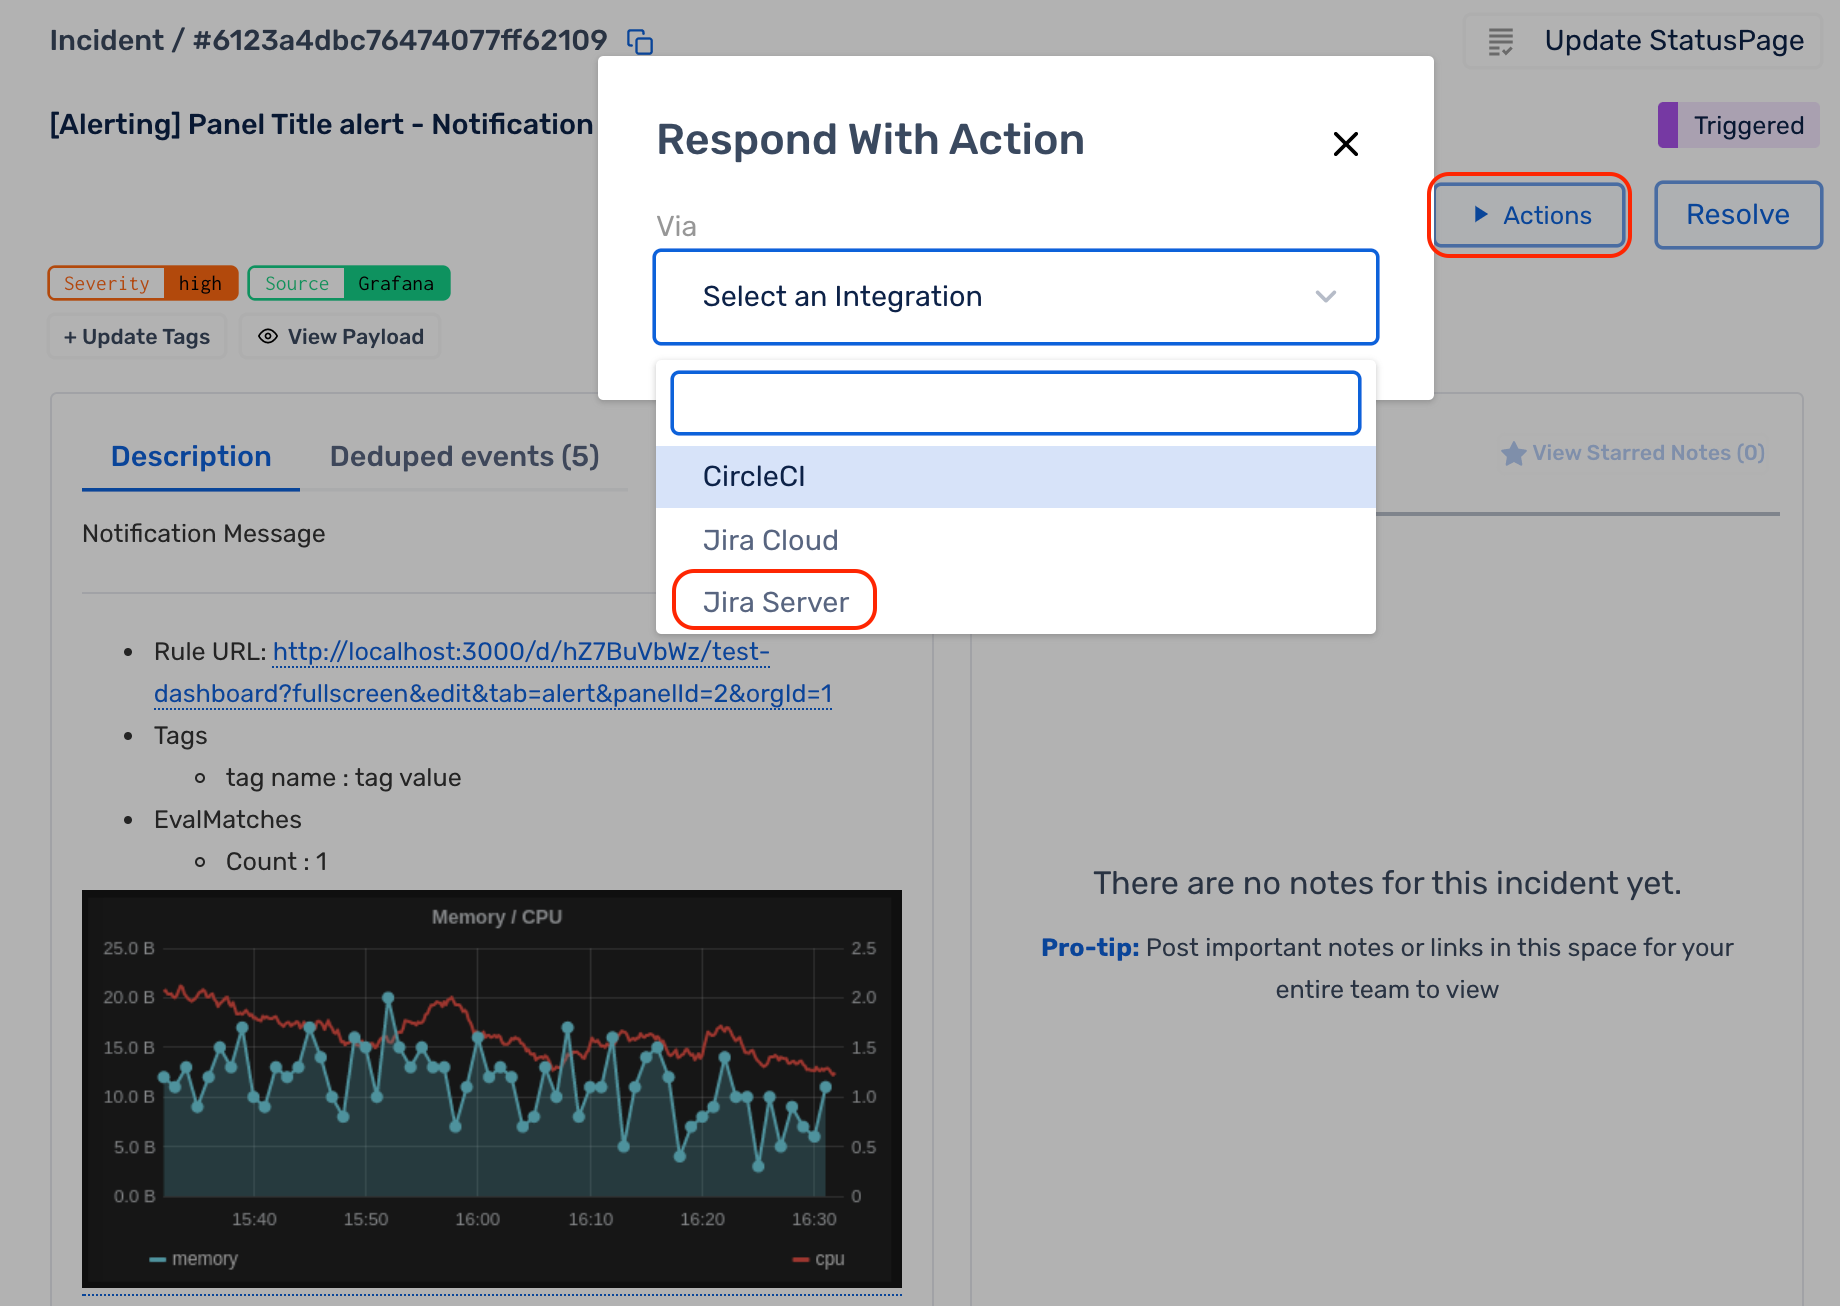 Incident / #6123a4dbc76474077ff62109
Update StatusPage
[Alerting] Panel Title alert - Notification
Triggered
Respond With Action
Actions
Resolve
Via
Select an Integration
Severity high
Source Grafana
+ Update Tags
View Payload
CircleCI
Jira Cloud
Jira Server
Description
Deduped events (5)
View Starred Notes (0)
Notification Message
Rule URL: http://localhost:3000/d/hZ7BuVbWz/test-
dashboard?fullscreen&edit&tab=alert&panelId=2&orgId=1
Tags
tag name : tag value
EvalMatches
Count : 1
There are no notes for this incident yet.
Pro-tip: Post important notes or links in this space for your
entire team to view
Memory / CPU
25.0 B 2.5
20.0 B 2.0
15.0 B 1.5
10.0 B 1.0
5.0 B 0.5
0.0 B 0
15:40 15:50 16:00 16:10 16:20 16:30
memory cpu